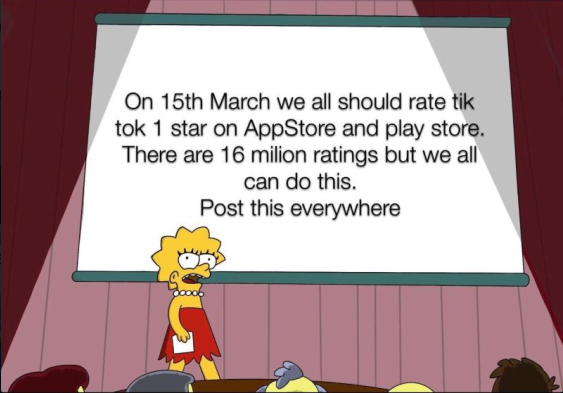 On 15th March we all should rate tik
tok 1 star on AppStore and play store.
There are 16 milion ratings but we all
can do this.
Post this everywhere